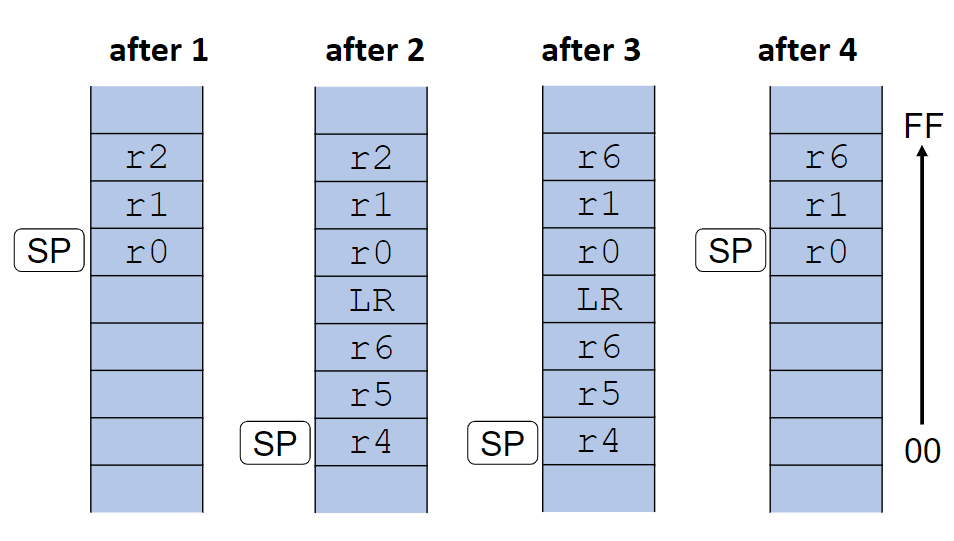 after 1 after 2 after 3 after 4
FF
r2 r2 r6 r6
r1 r1 r1 r1
SP r0 r0 r0 SP r0
LR LR
r6 r6
r5 r5
SP r4 SP r4
00